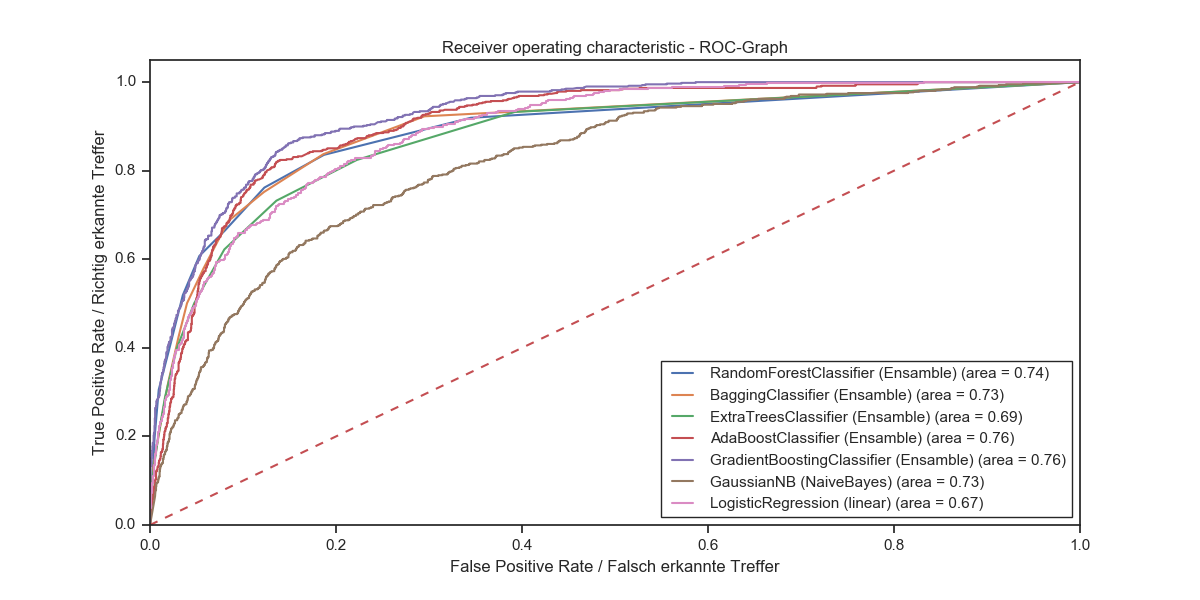 Receiver operating characteristic - ROC-Graph
True Positive Rate / Richtig erkannte Treffer
1.0
0.8
0.6
0.4
0.2
0.0
RandomForestClassifier (Ensamble) (area = 0.74)
BaggingClassifier (Ensamble) (area = 0.73)
ExtraTreesClassifier (Ensamble) (area = 0.69)
AdaBoostClassifier (Ensamble) (area = 0.76)
GradientBoostingClassifier (Ensamble) (area = 0.76)
GaussianNB (NaiveBayes) (area = 0.73)
LogisticRegression (linear) (area = 0.67)
0.0 0.2 0.4 0.6 0.8 1.0
False Positive Rate / Falsch erkannte Treffer